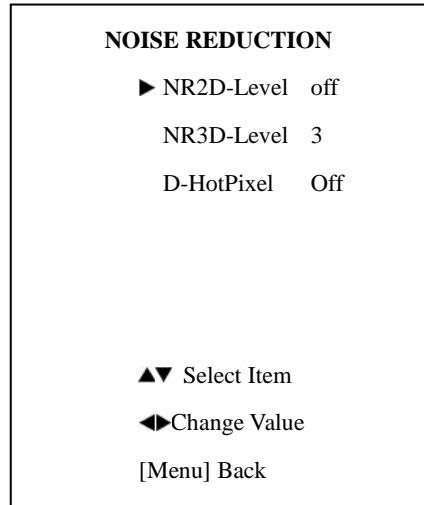 NOISE REDUCTION
▶ NR2D-Level off
NR3D-Level 3
D-HotPixel Off
▲▼ Select Item
◀▶Change Value
[Menu] Back